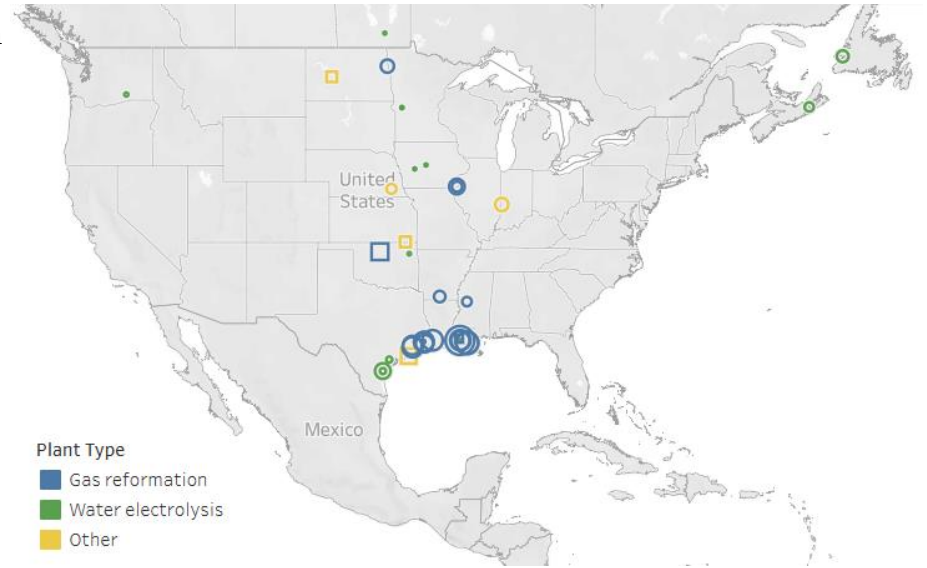 United
States
Mexico
Plant Type
Gas reformation
Water electrolysis
Other